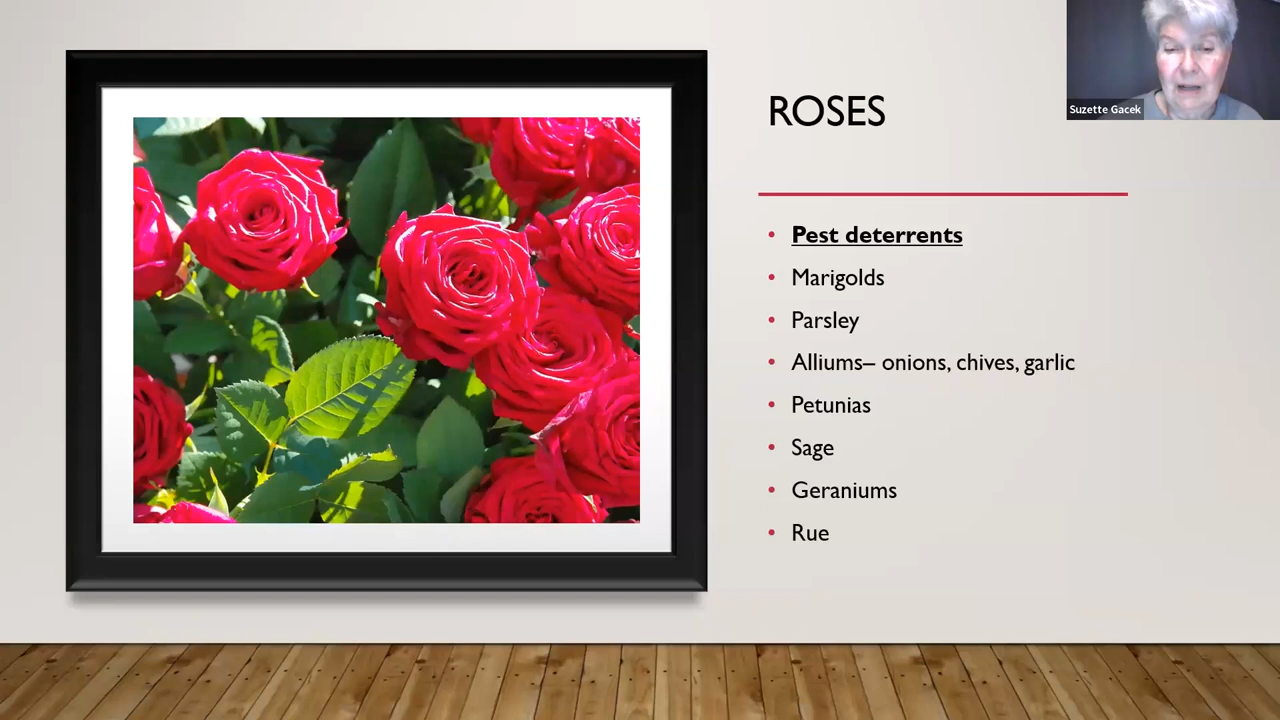 ROSES
Suzette Gacek
Pest deterrents
Marigolds
Parsley
Alliums– onions, chives, garlic
Petunias
Sage
Geraniums
Rue